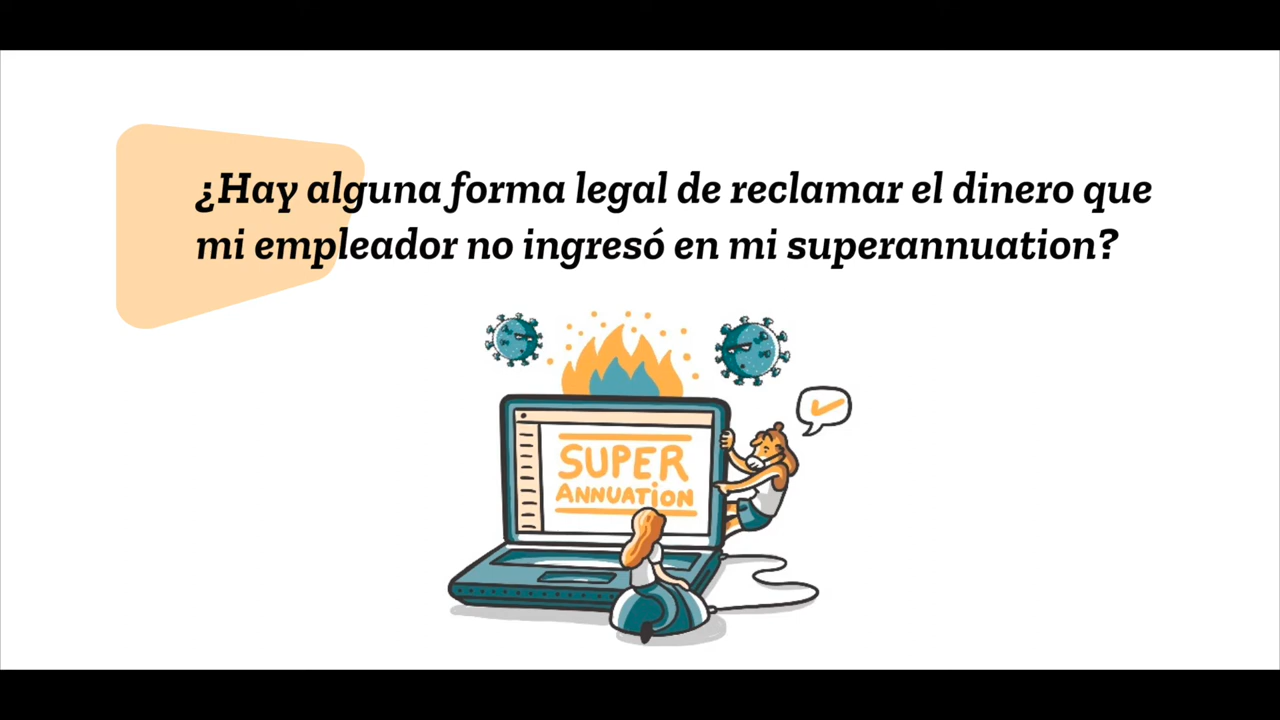 ¿Hay alguna forma legal de reclamar el dinero que
mi empleador no ingresó en mi superannuation?
SUPER
ANNUATION